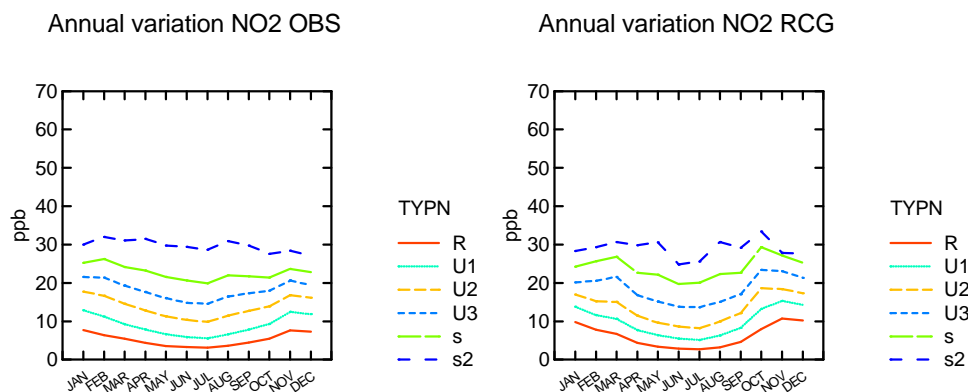 Annual variation NO2 OBS
70
60
50
40
30
20
10
0
ppb
JAN
FEB
MAR
APR
MAY
JUN
JUL
AUG
SEP
OCT
NOV
DEC
TYPN
R
U1
U2
U3
s
s2
Annual variation NO2 RCG
70
60
50
40
30
20
10
0
ppb
JAN
FEB
MAR
APR
MAY
JUN
JUL
AUG
SEP
OCT
NOV
DEC
TYPN
R
U1
U2
U3
s
s2